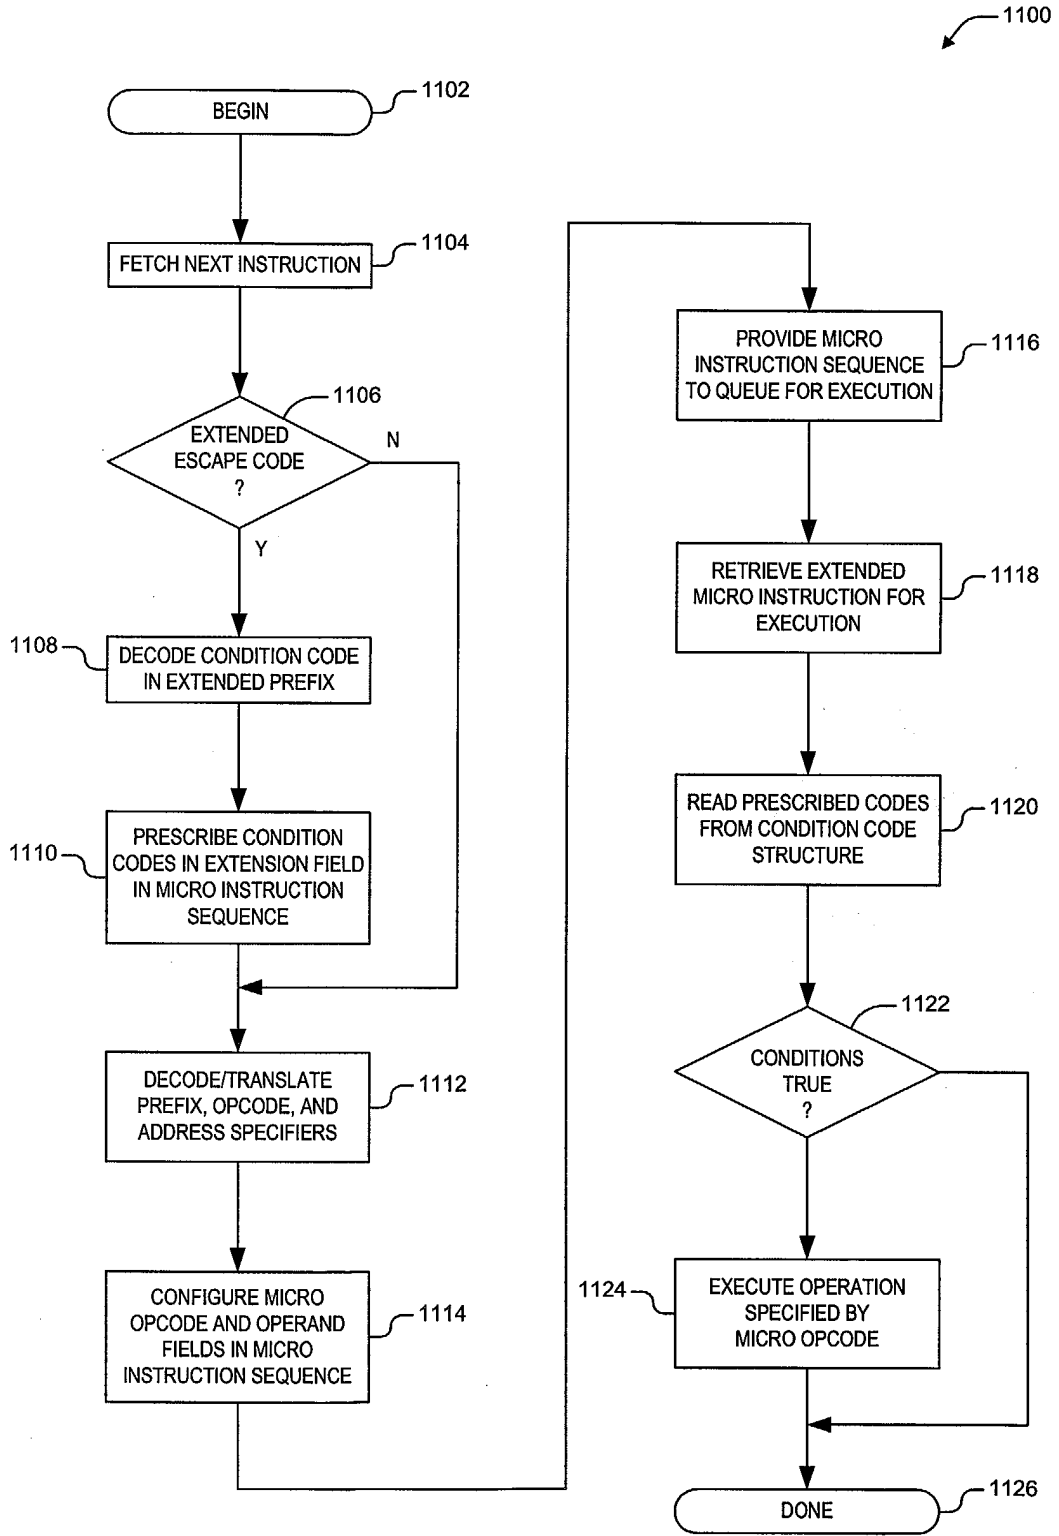 1100
BEGIN
1102
FETCH NEXT INSTRUCTION
1104
EXTENDED
ESCAPE CODE
?
1106
N
Y
1108
DECODE CONDITION CODE
IN EXTENDED PREFIX
1110
PRESCRIBE CONDITION
CODES IN EXTENSION FIELD
IN MICRO INSTRUCTION
SEQUENCE
DECODE/TRANSLATE
PREFIX, OPCODE, AND
ADDRESS SPECIFIERS
1112
CONFIGURE MICRO
OPCODE AND OPERAND
FIELDS IN MICRO
INSTRUCTION SEQUENCE
1114
PROVIDE MICRO
INSTRUCTION SEQUENCE
TO QUEUE FOR EXECUTION
1116
RETRIEVE EXTENDED
MICRO INSTRUCTION FOR
EXECUTION
1118
READ PRESCRIBED CODES
FROM CONDITION CODE
STRUCTURE
1120
CONDITIONS
TRUE
?
1122
1124
EXECUTE OPERATION
SPECIFIED BY
MICRO OPCODE
DONE
1126